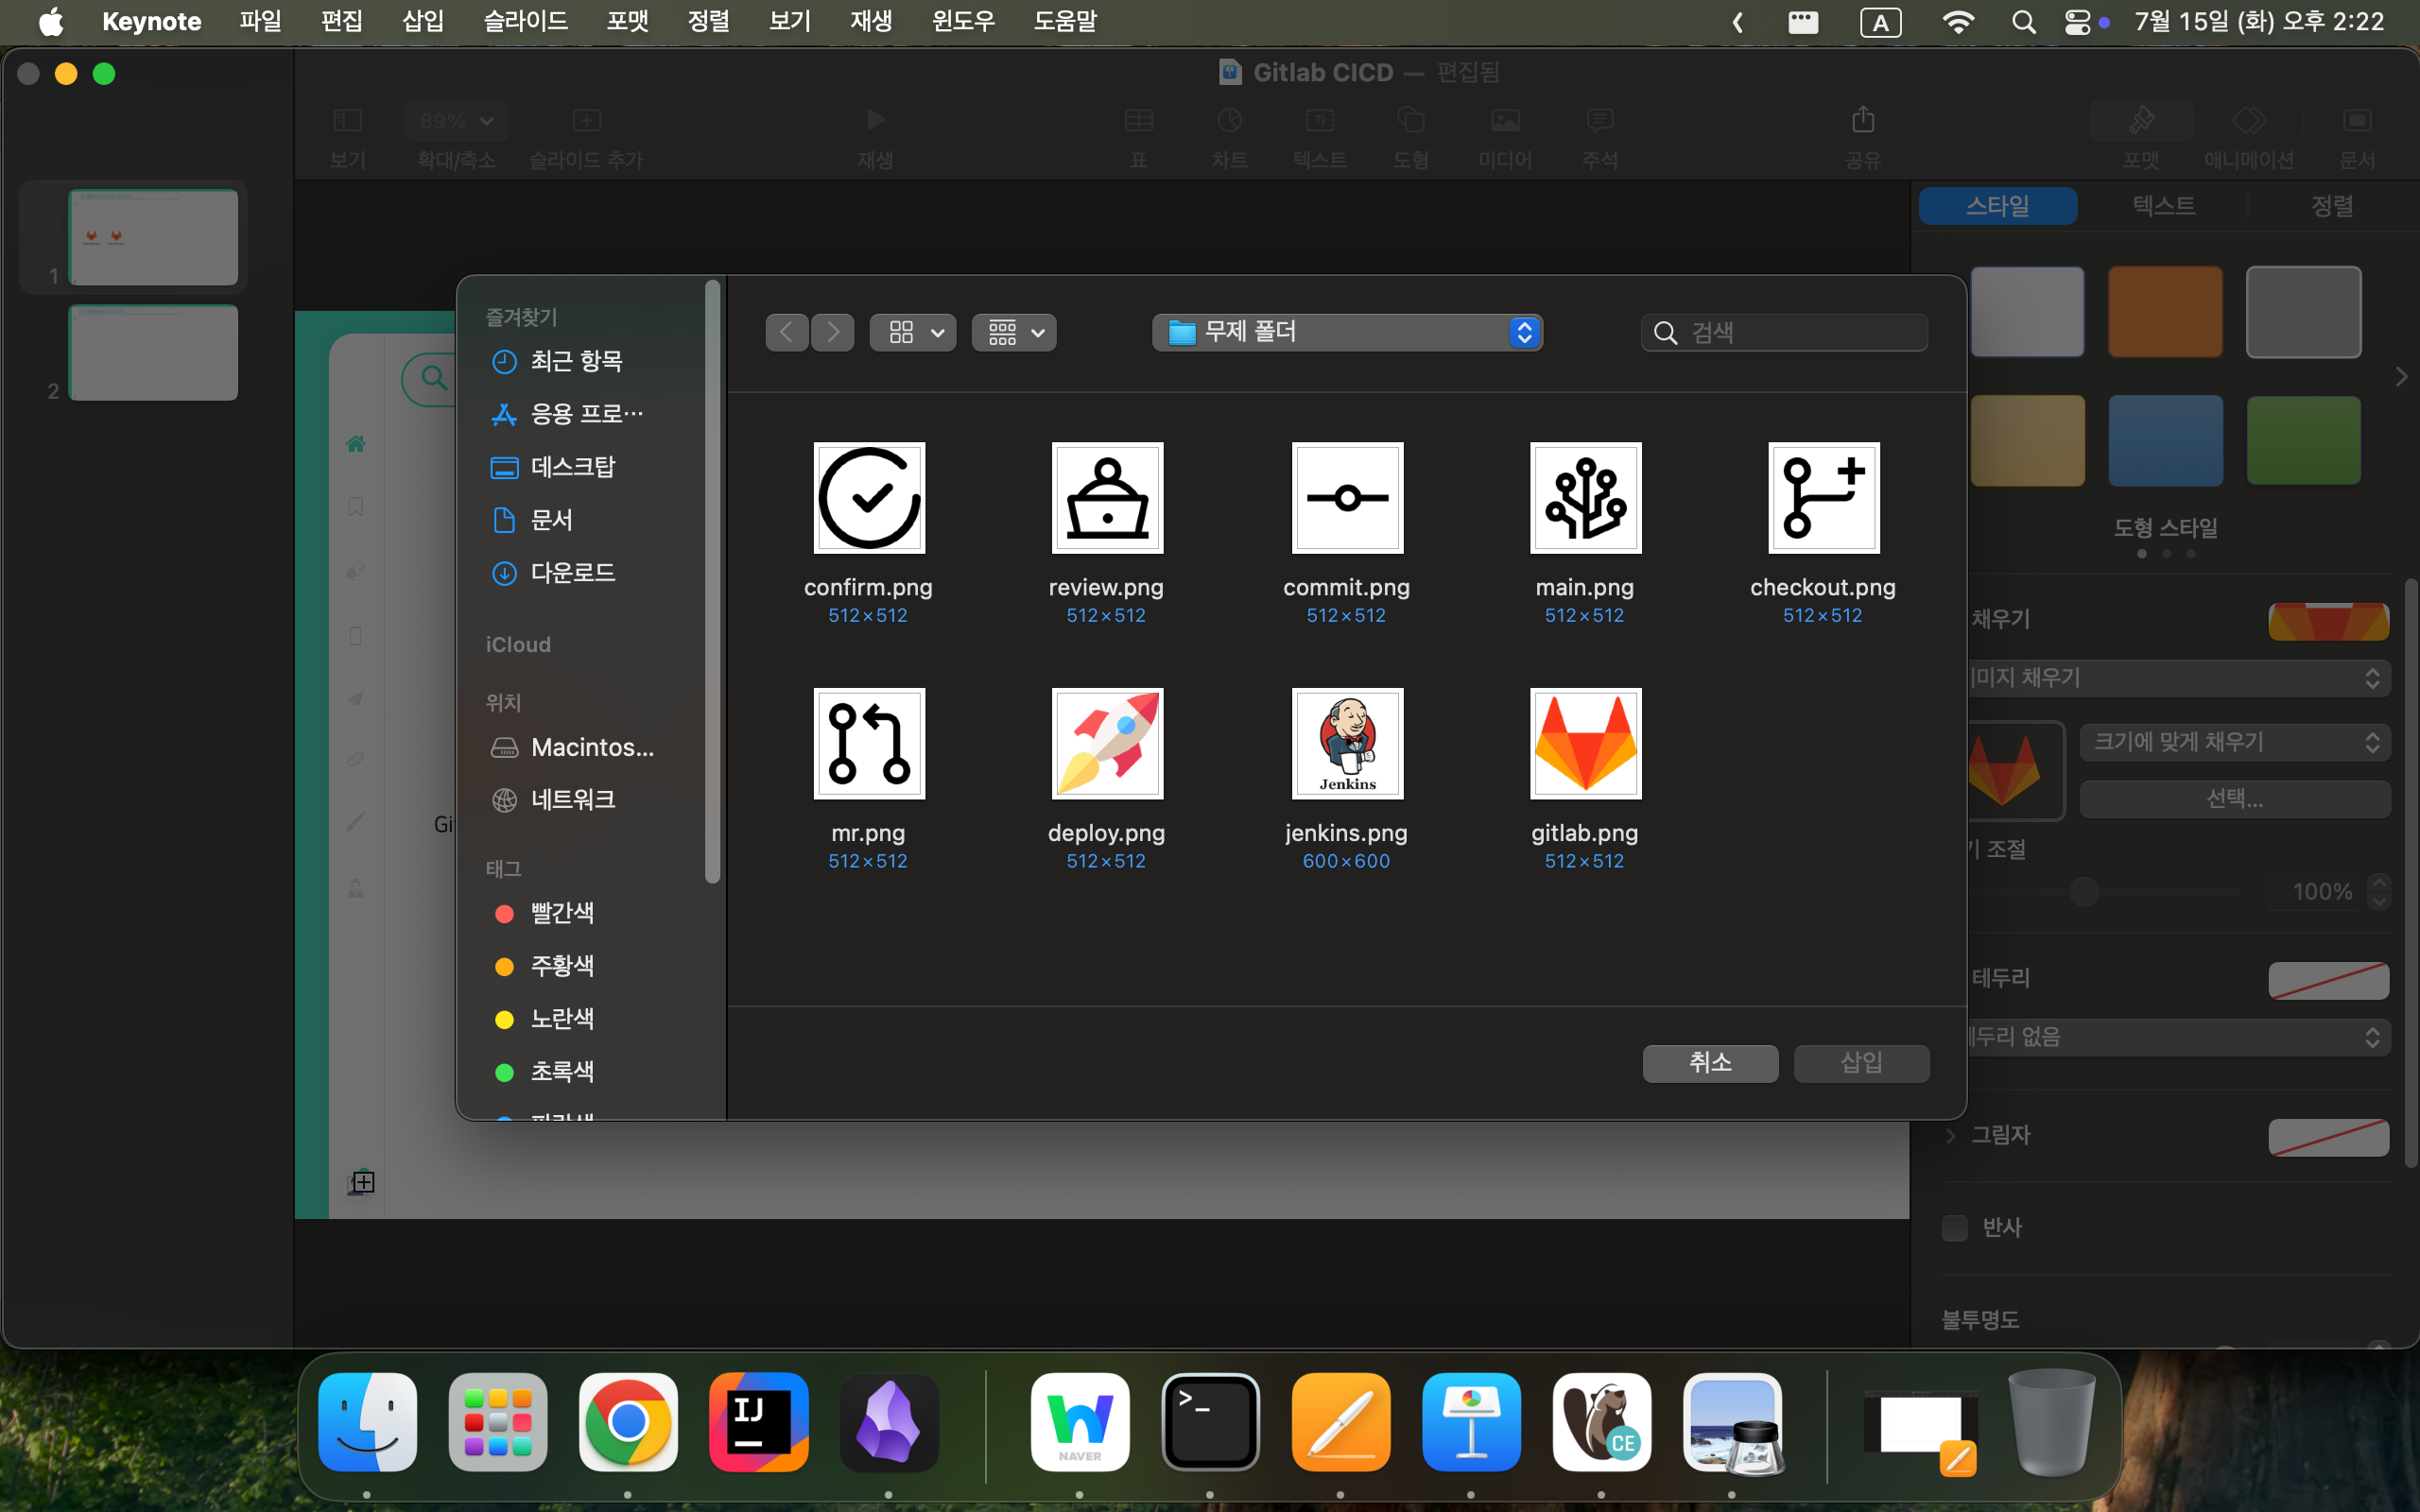 Keynote 파일 편집 삽입 슬라이드 포맷 정렬 보기 재생 윈도우 도움말
A 7월 15일 (화) 오후 2:22
Gitlab CICD — 편집됨
89%
보기 확대/축소 슬라이드 추가 재생 표 차트 텍스트 도형 미디어 주석 공유 포맷 애니메이션 문서
스타일 텍스트 정렬
1
2
즐겨찾기
최근 항목
응용 프로…
데스크탑
문서
다운로드
iCloud
위치
Macintos...
네트워크
태그
빨간색
주황색
노란색
초록색
무제 폴더
검색
confirm.png review.png commit.png main.png checkout.png
512×512 512×512 512×512 512×512 512×512
Jenkins
mr.png deploy.png jenkins.png gitlab.png
512×512 512×512 600×600 512×512
취소 삽입
도형 스타일
채우기
이미지 채우기
크기에 맞게 채우기
선택...
조절
100%
테두리
테두리 없음
그림자
반사
불투명도
IJ
NAVER
>_
CE